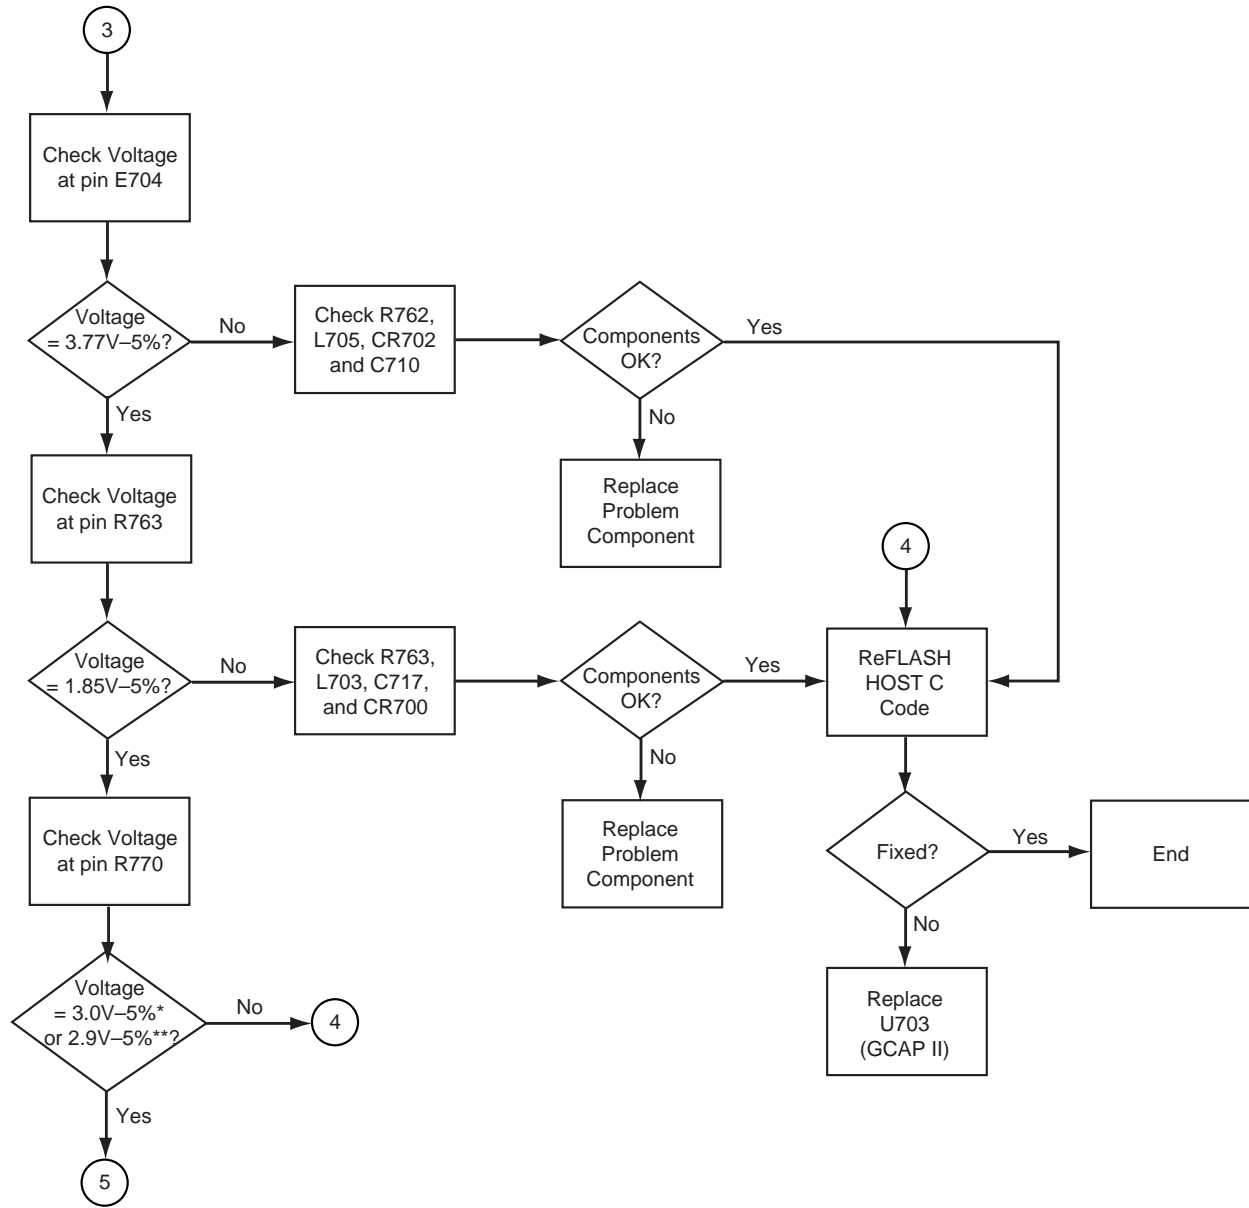 3
Check Voltage
at pin E704
Voltage
= 3.77V–5%?
No
Check R762,
L705, CR702
and C710
Components
OK?
Yes
No
Replace
Problem
Component
Yes
Check Voltage
at pin R763
Voltage
= 1.85V–5%?
No
Check R763,
L703, C717,
and CR700
Components
OK?
Yes
No
Replace
Problem
Component
4
ReFLASH
HOST C
Code
Fixed?
Yes
End
No
Replace
U703
(GCAP II)
Yes
Check Voltage
at pin R770
Voltage
= 3.0V–5%*
or 2.9V–5%**?
No
4
Yes
5